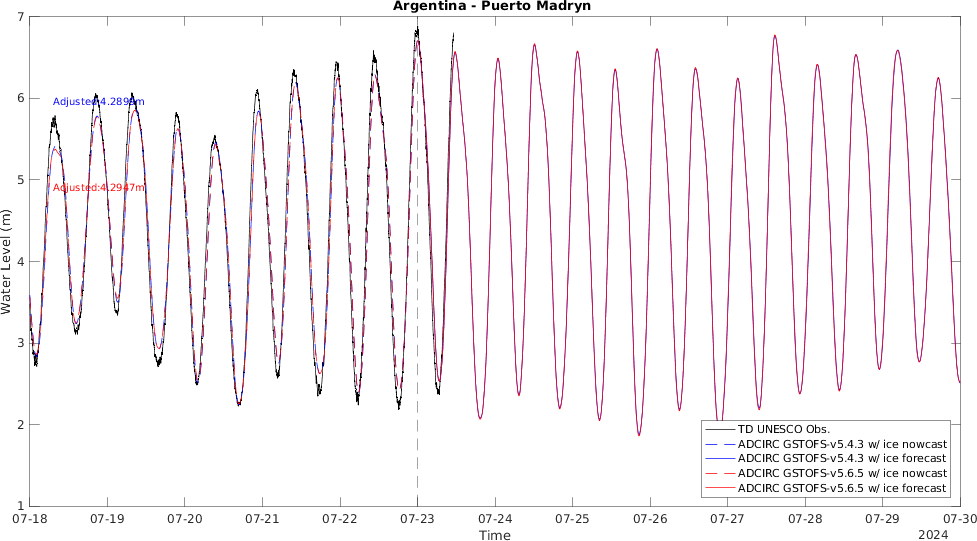 Argentina - Puerto Madryn
7
6
5
4
3
2
1
Water Level (m)
Adjusted:4.2899m
Adjusted:4.2947m
TD UNESCO Obs.
ADCIRC GSTOFS-v5.4.3 w/ ice nowcast
ADCIRC GSTOFS-v5.4.3 w/ ice forecast
ADCIRC GSTOFS-v5.6.5 w/ ice nowcast
ADCIRC GSTOFS-v5.6.5 w/ ice forecast
07-18 07-19 07-20 07-21 07-22 07-23 07-24 07-25 07-26 07-27 07-28 07-29 07-30
Time
2024